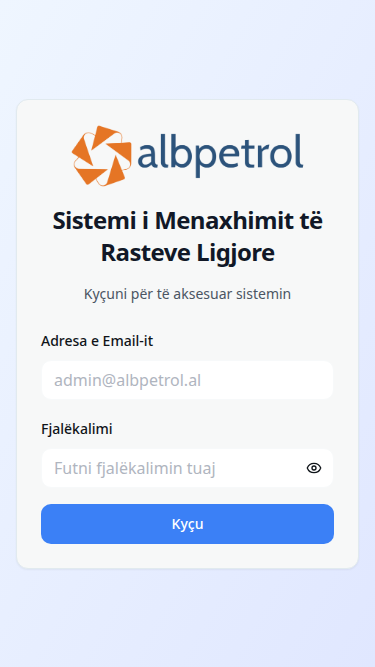 albpetrol
Sistemi i Menaxhimit të
Rasteve Ligjore
Kyçuni për të aksesuar sistemin
Adresa e Email-it
admin@albpetrol.al
Fjalëkalimi
Futni fjalëkalimin tuaj
Kyçu